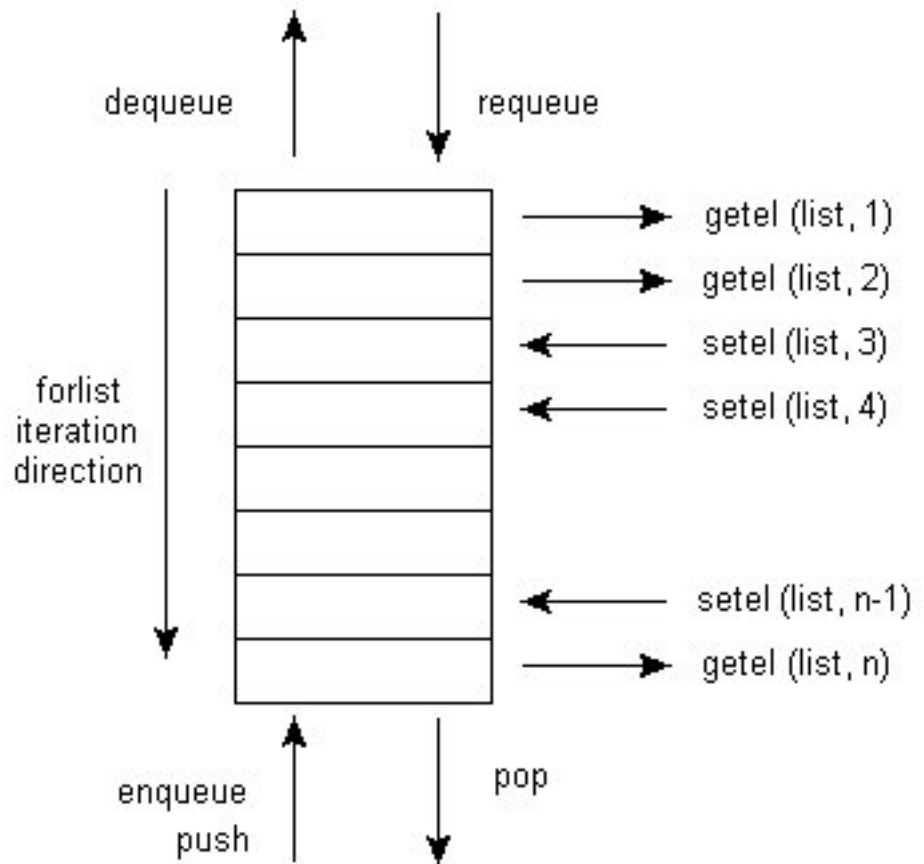 dequeue
requeue
getel (list, 1)
getel (list, 2)
setel (list, 3)
setel (list, 4)
forlist
iteration
direction
setel (list, n-1)
getel (list, n)
enqueue
push
pop